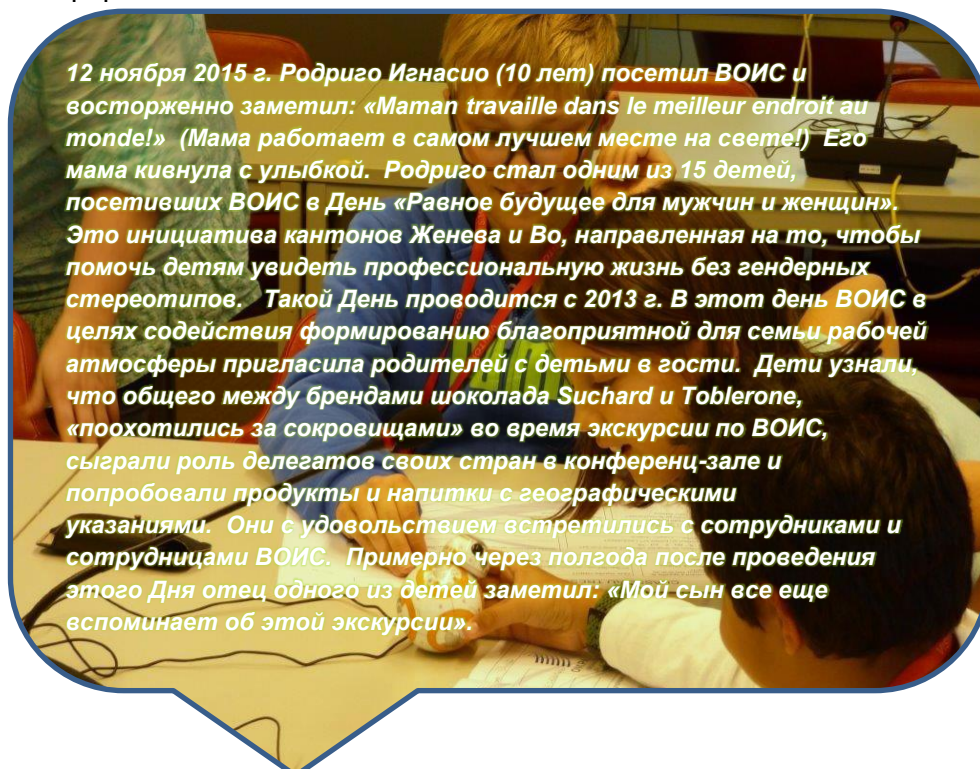 12 ноября 2015 г. Родриго Игнасио (10 лет) посетил ВОИС и
восторженно заметил: «Maman travaille dans le meilleur endroit au
monde!» (Мама работает в самом лучшем месте на свете!) Его
мама кивнула с улыбкой. Родриго стал одним из 15 детей,
посетивших ВОИС в День «Равное будущее для мужчин и женщин».
Это инициатива кантонов Женева и Во, направленная на то, чтобы
помочь детям увидеть профессиональную жизнь без гендерных
стереотипов. Такой День проводится с 2013 г. В этот день ВОИС в
целях содействия формированию благоприятной для семьи рабочей
атмосферы пригласила родителей с детьми в гости. Дети узнали,
что общего между брендами шоколада Suchard и Toblerone,
«поохотились за сокровищами» во время экскурсии по ВОИС,
сыграли роль делегатов своих стран в конференц-зале и
попробовали продукты и напитки с географическими
указаниями. Они с удовольствием встретились с сотрудниками и
сотрудницами ВОИС. Примерно через полгода после проведения
этого Дня отец одного из детей заметил: «Мой сын все еще
вспоминает об этой экскурсии».